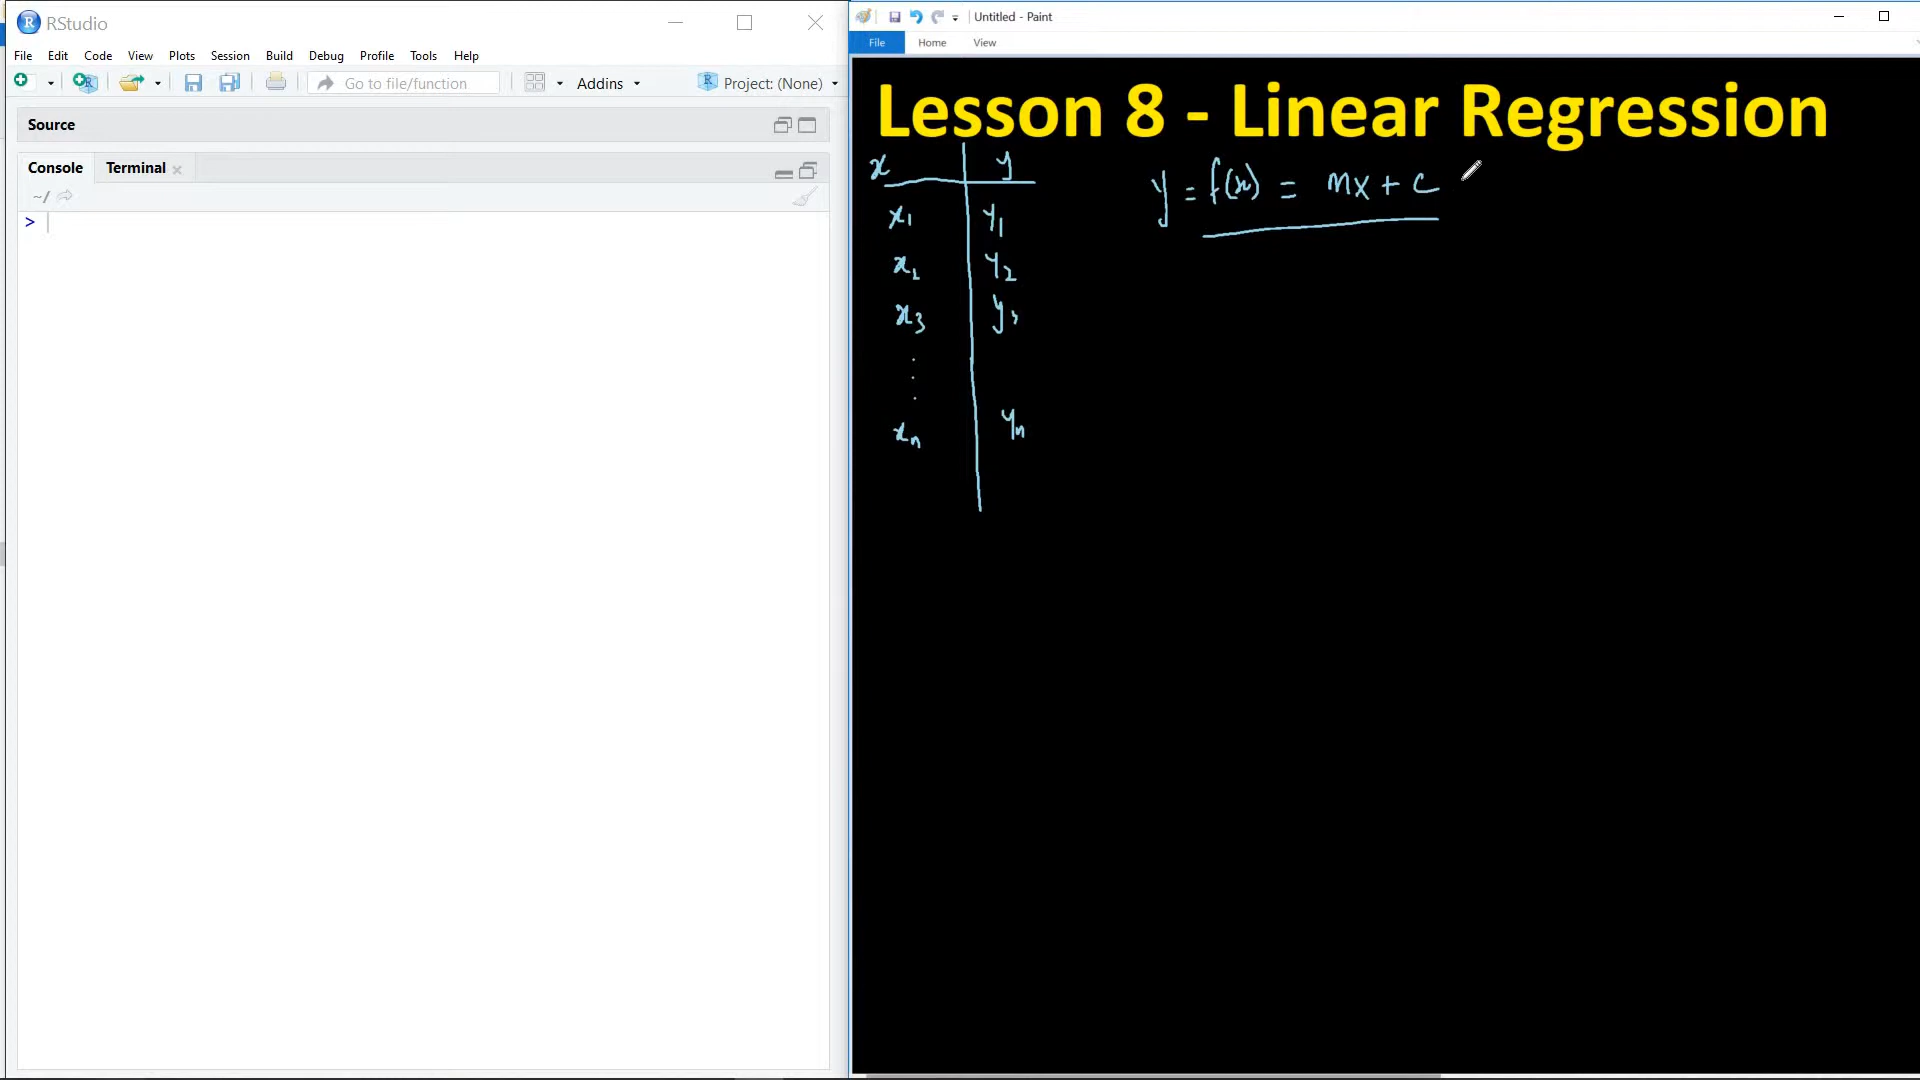 RStudio
File Edit Code View Plots Session Build Debug Profile Tools Help
Go to file/function Addins Project: (None)
Source
Console Terminal
~/
>
Untitled - Paint
File Home View
Lesson 8 - Linear Regression
x y
x₁ y₁
x₂ y₂
x₃ y₃
⋮
xₙ yₙ
y = f(x) = mx + c